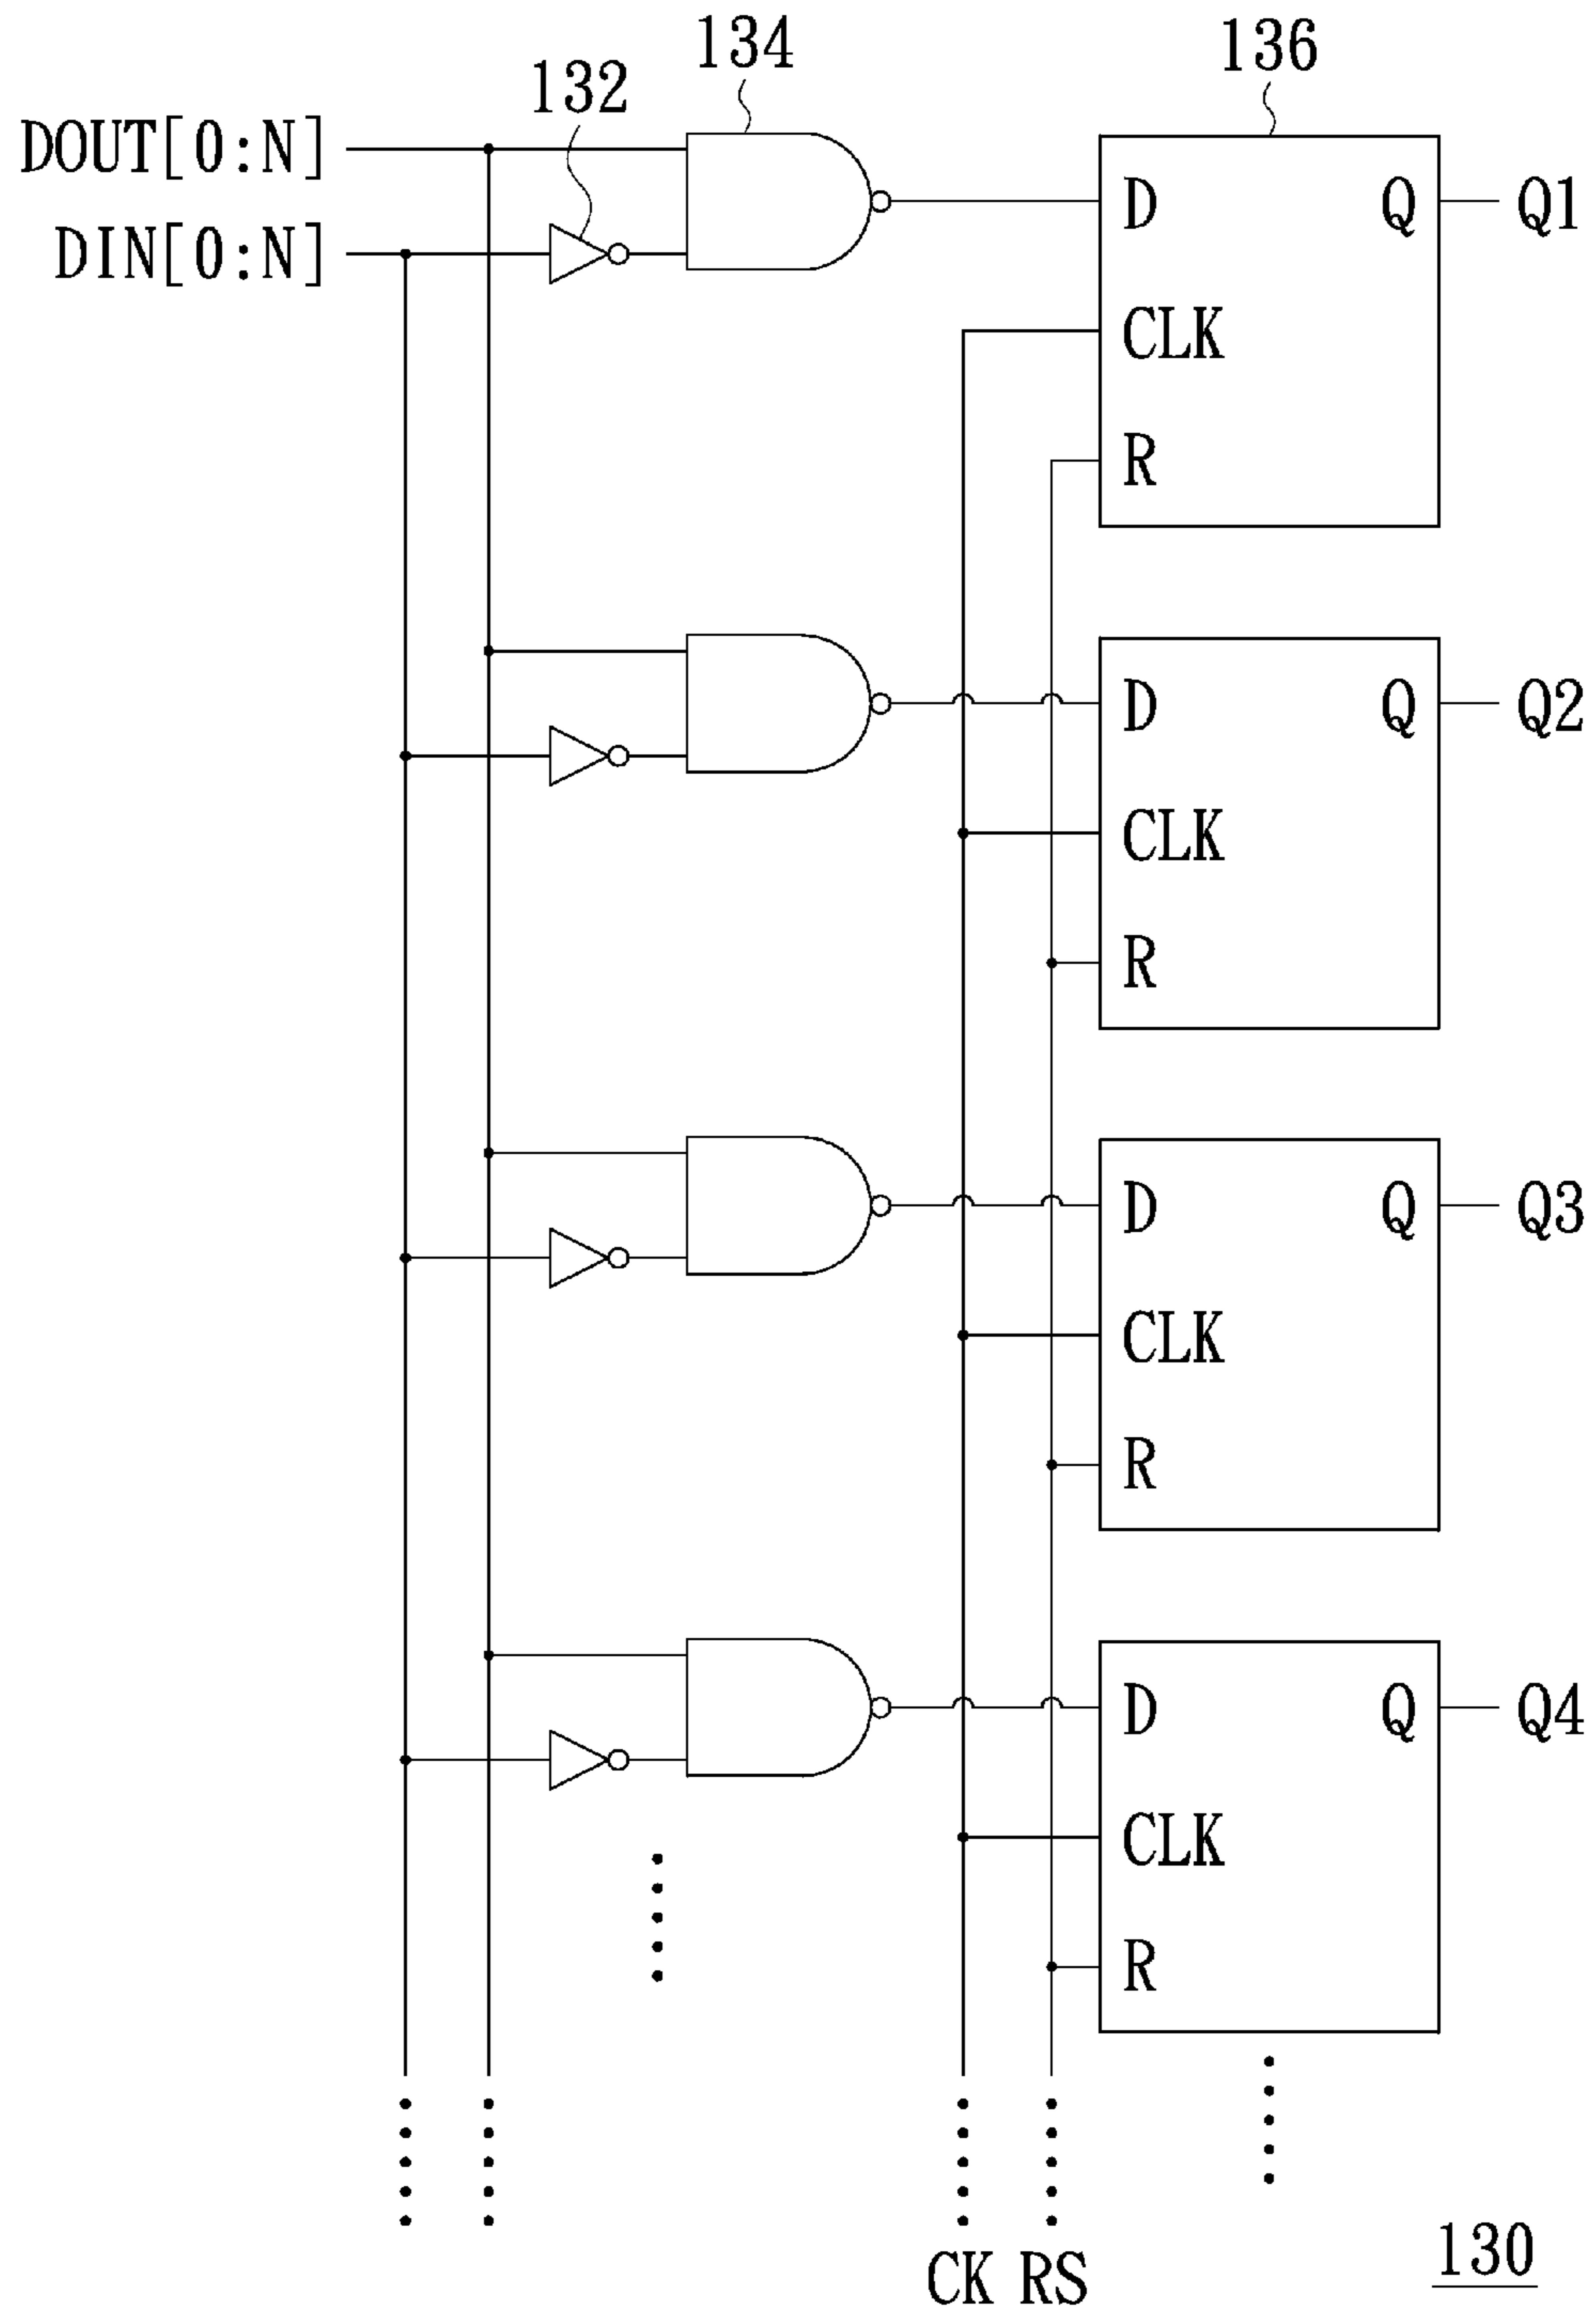 134
136
132
DOUT[0:N]
DIN[0:N]
D Q Q1
CLK
R
D Q Q2
CLK
R
D Q Q3
CLK
R
D Q Q4
CLK
R
CK RS
130